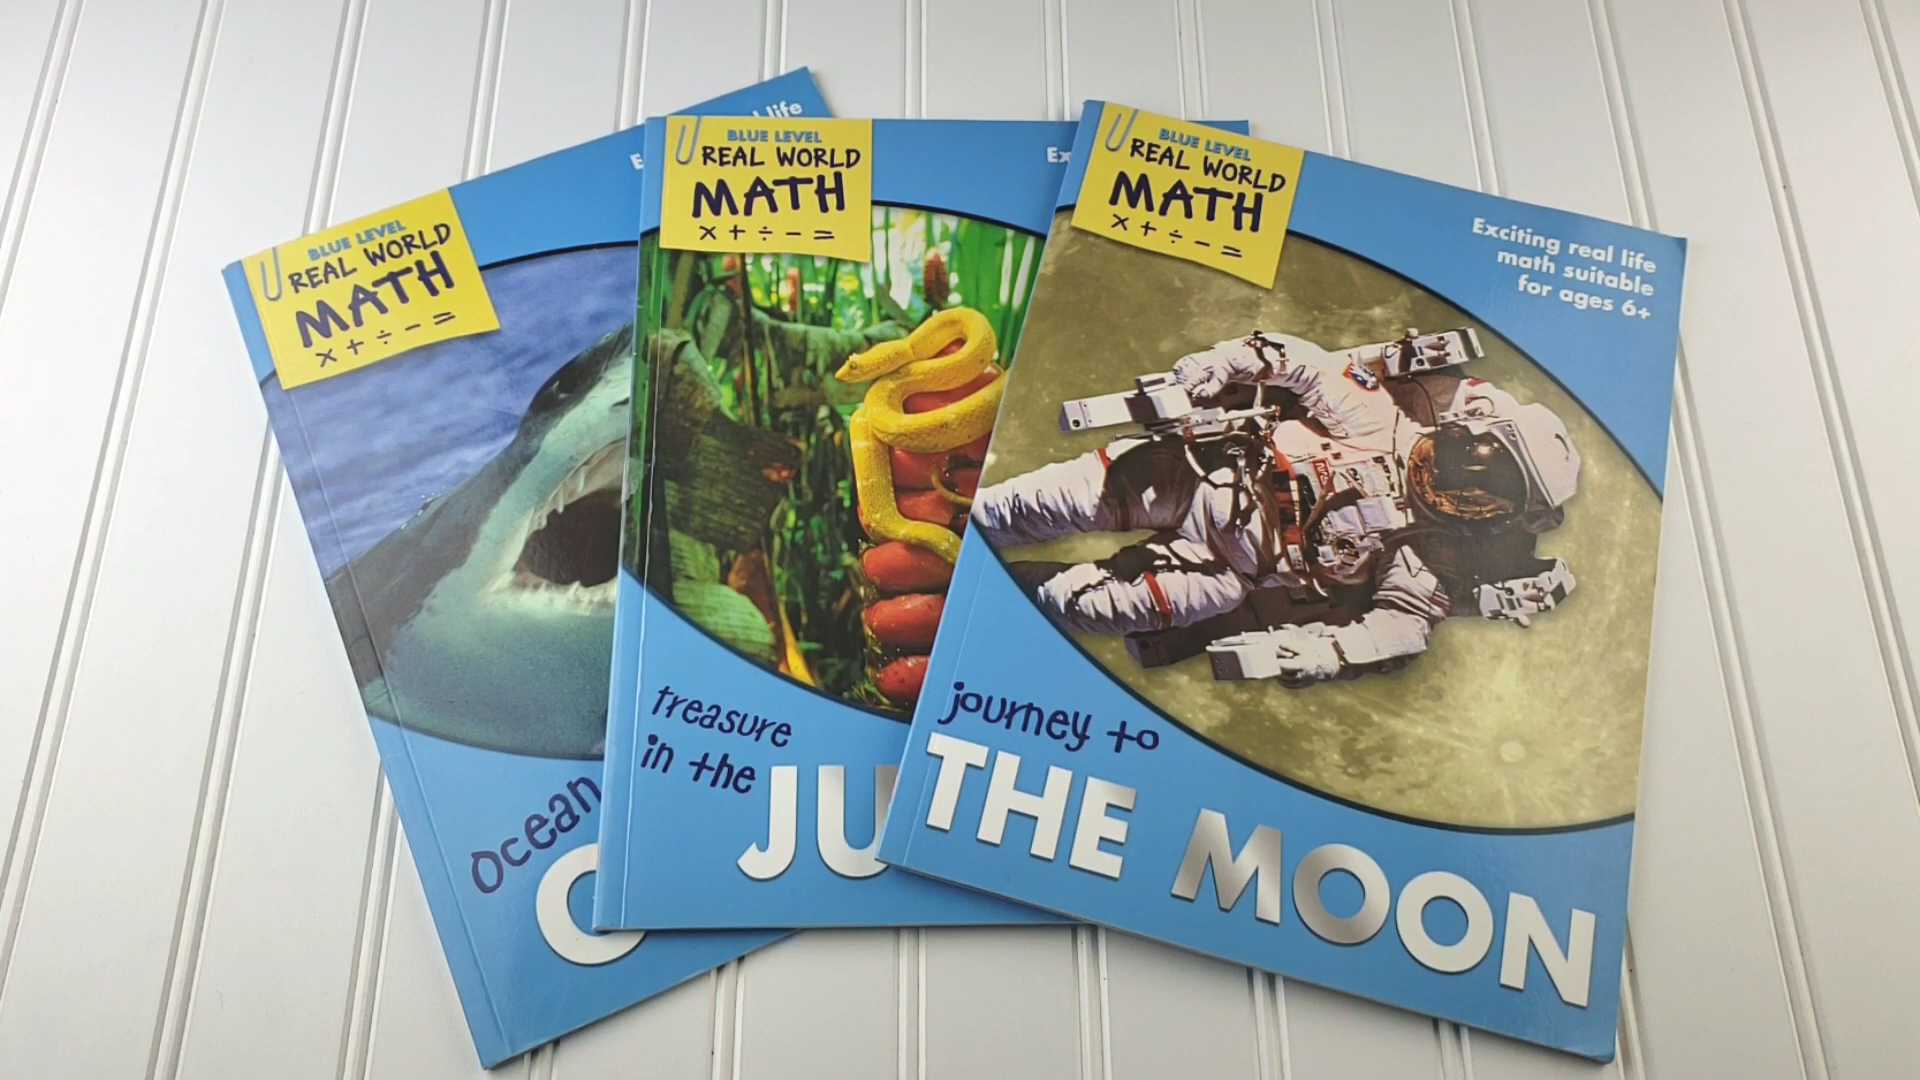 BLUE LEVEL
REAL WORLD
MATH
× + ÷ − =
life
ocean
BLUE LEVEL
REAL WORLD
MATH
× + ÷ − =
treasure
in the
BLUE LEVEL
REAL WORLD
MATH
× + ÷ − =
Exciting real life
math suitable
for ages 6+
journey to
THE MOON